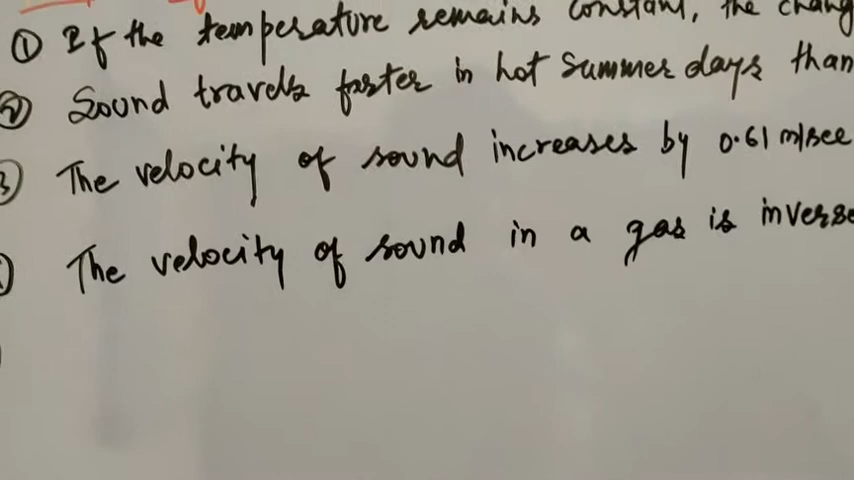 ① If the temperature remains constant, the chang
② Sound travels faster in hot summer days than
③ The velocity of sound increases by 0.61 m/sec
The velocity of sound in a gas is inverse